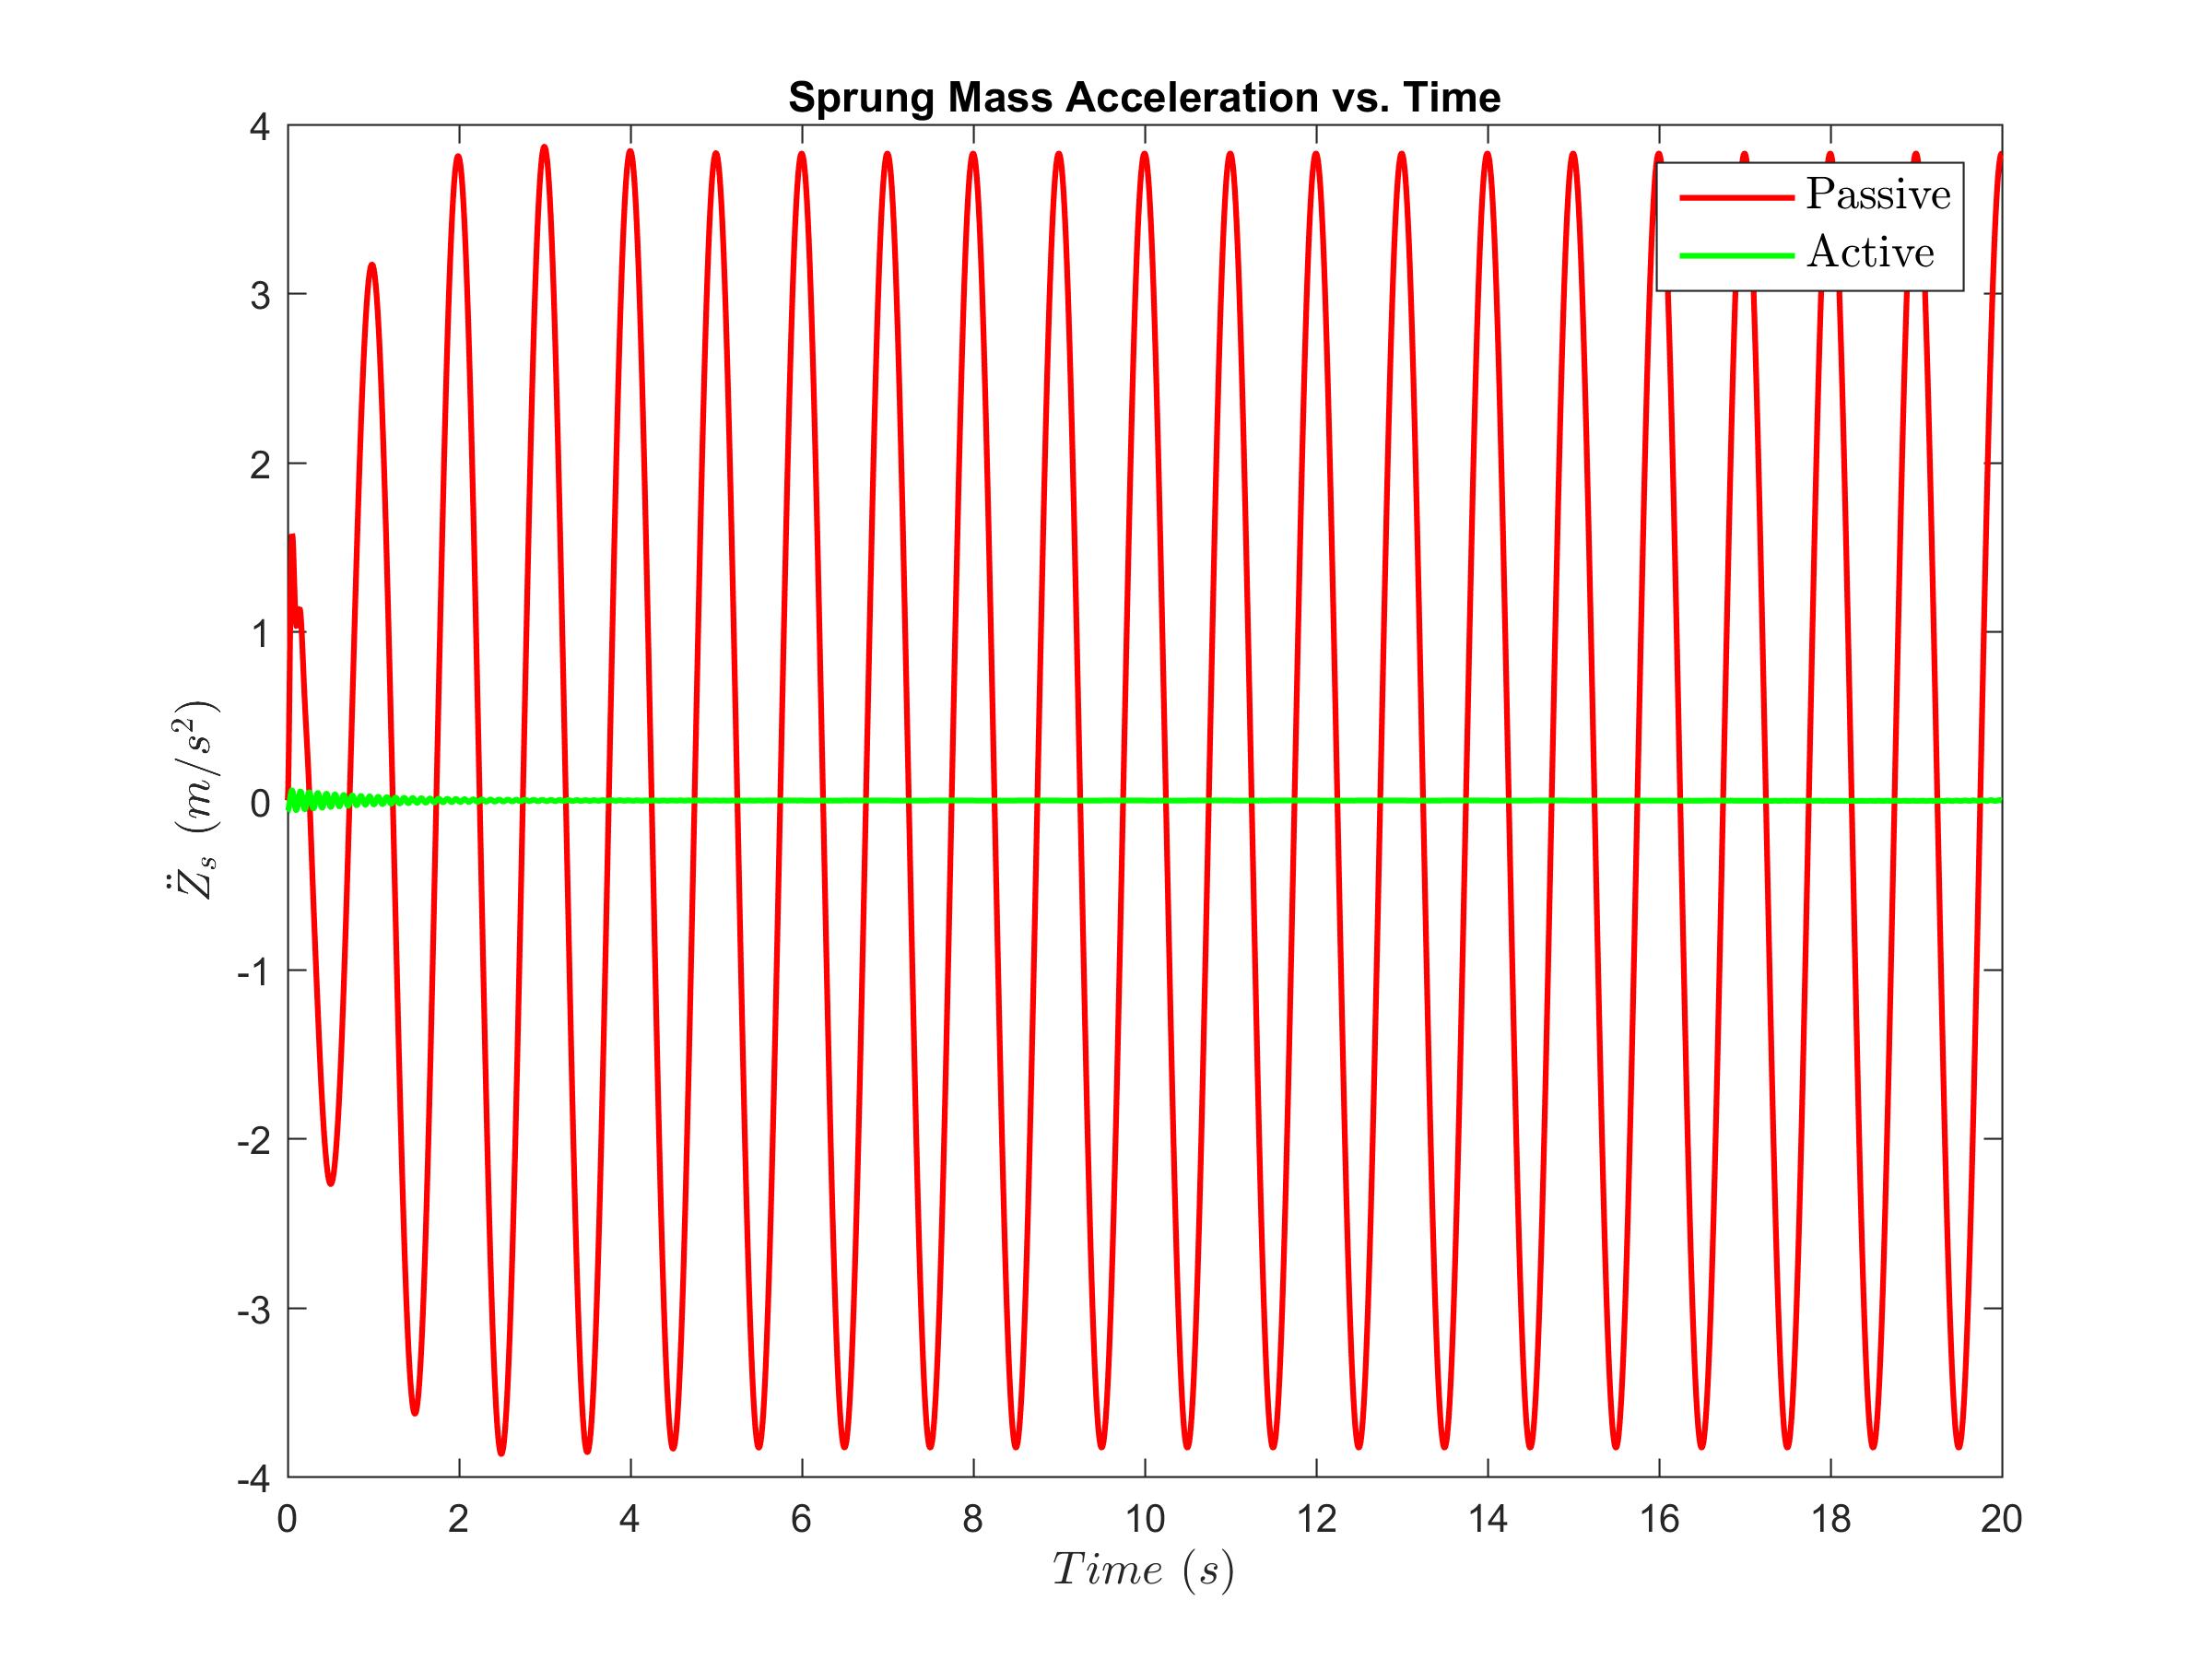 Sprung Mass Acceleration vs. Time
4
3
2
1
0
-1
-2
-3
-4
Z̈ₛ (m/s²)
Passive
Active
0 2 4 6 8 10 12 14 16 18 20
Time (s)